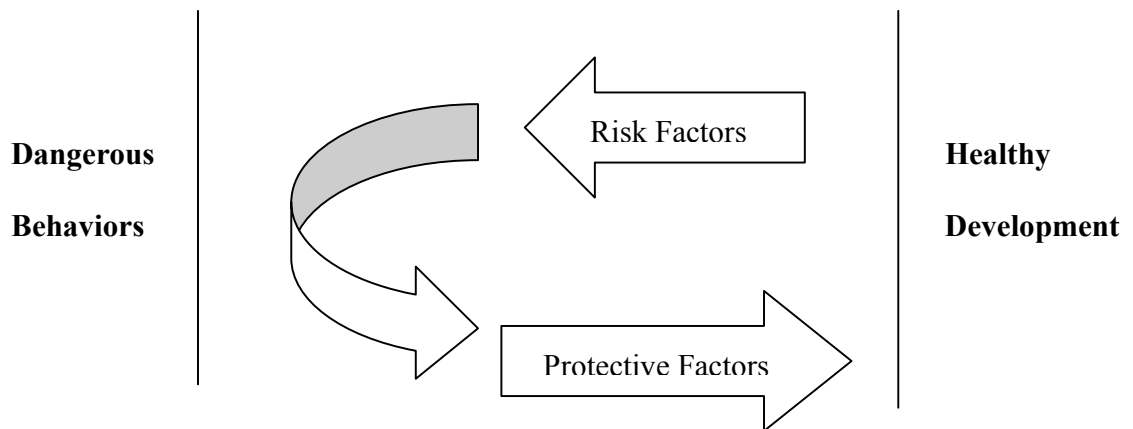 Dangerous
Behaviors
Risk Factors
Protective Factors
Healthy
Development